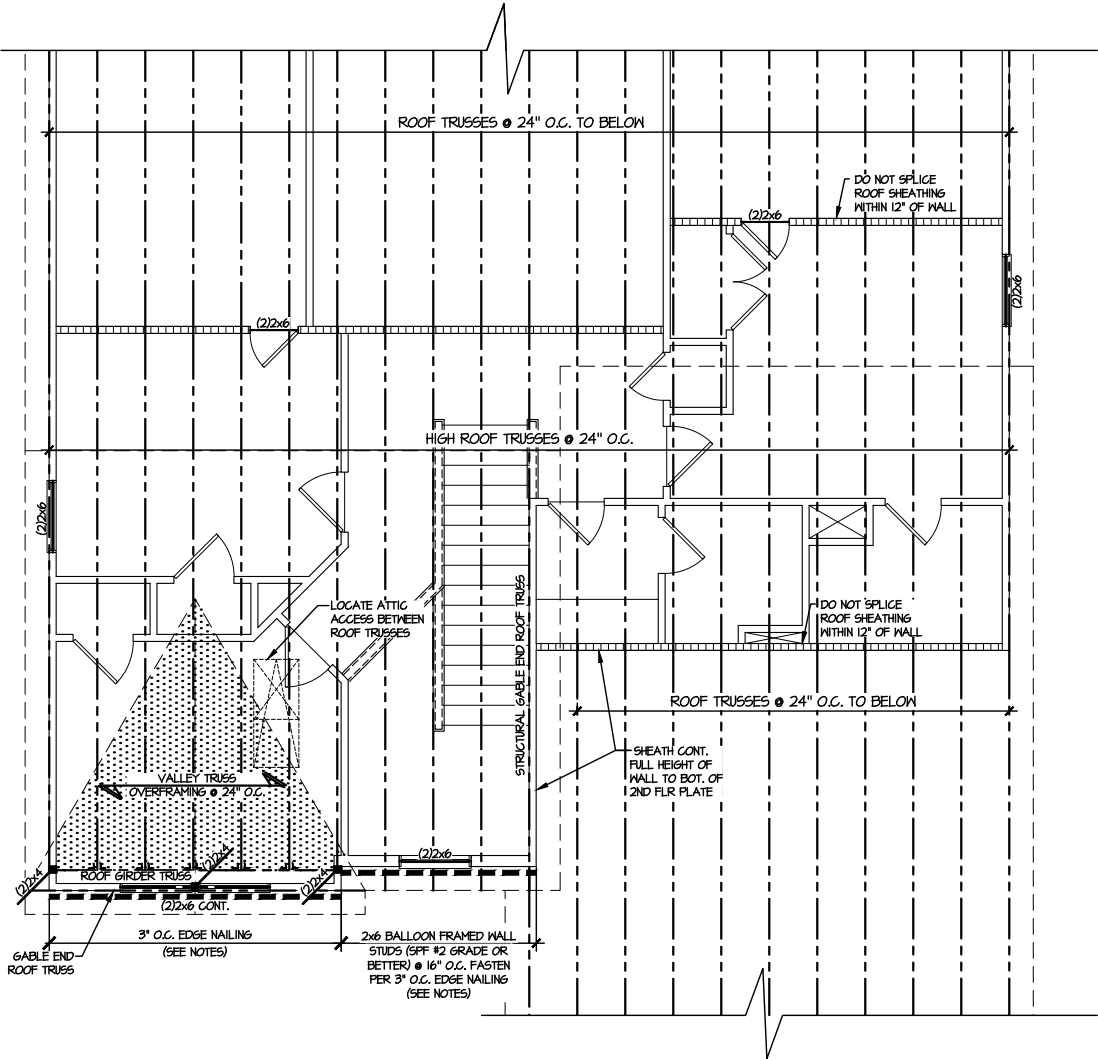 ROOF TRUSSES @ 24" O.C. TO BELOW
DO NOT SPLICE
ROOF SHEATHING
WITHIN 12" OF WALL
(2)2x6
(2)2x6
(2)2x6
HIGH ROOF TRUSSES @ 24" O.C.
(2)2x6
STRUCTURAL GABLE END ROOF TRUSS
LOCATE ATTIC
ACCESS BETWEEN
ROOF TRUSSES
DO NOT SPLICE
ROOF SHEATHING
WITHIN 12" OF WALL
ROOF TRUSSES @ 24" O.C. TO BELOW
SHEATH CONT.
FULL HEIGHT OF
WALL TO BOT. OF
2ND FLR PLATE
VALLEY TRUSS
OVERFRAMING @ 24" O.C.
(2)2x6
(2)2x4
(2)2x4
(2)2x4
ROOF GIRDER TRUSS
(2)2x6 CONT.
3" O.C. EDGE NAILING
(SEE NOTES)
GABLE END
ROOF TRUSS
2x6 BALLOON FRAMED WALL
STUDS (SPF #2 GRADE OR
BETTER) @ 16" O.C. FASTEN
PER 3" O.C. EDGE NAILING
(SEE NOTES)